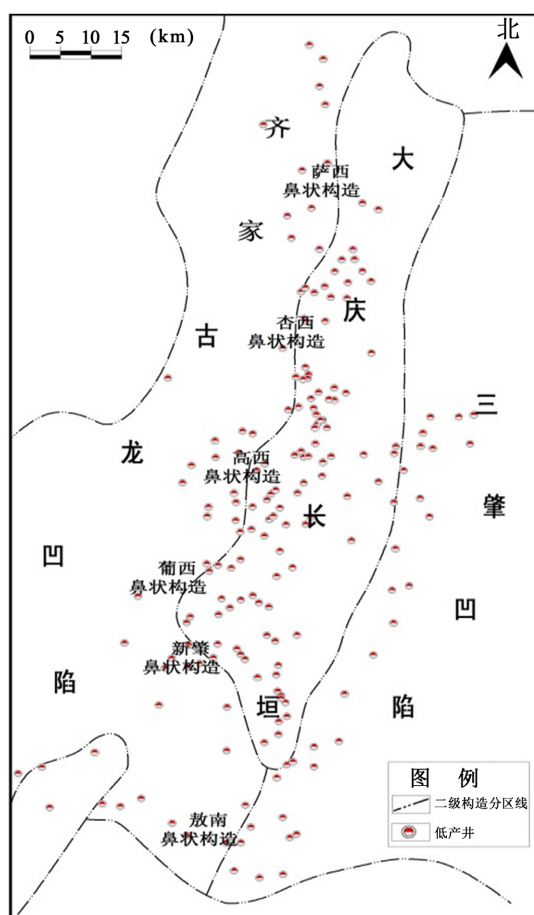 0 5 10 15 (km)
北
齐
家
古
龙
凹
陷
大
庆
长
垣
三
肇
凹
陷
萨西
鼻状构造
杏西
鼻状构造
高西
鼻状构造
葡西
鼻状构造
新肇
鼻状构造
敖南
鼻状构造
图 例
二级构造分区线
低产井